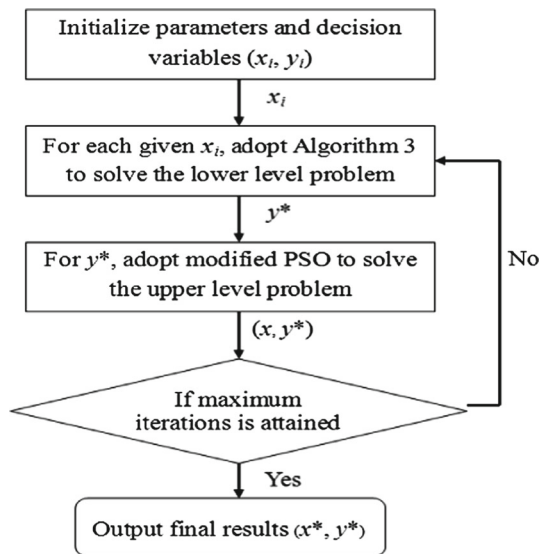 Initialize parameters and decision
variables (xi, yi)
xi
For each given xi, adopt Algorithm 3
to solve the lower level problem
y*
For y*, adopt modified PSO to solve
the upper level problem
No
(x, y*)
If maximum
iterations is attained
Yes
Output final results (x*, y*)